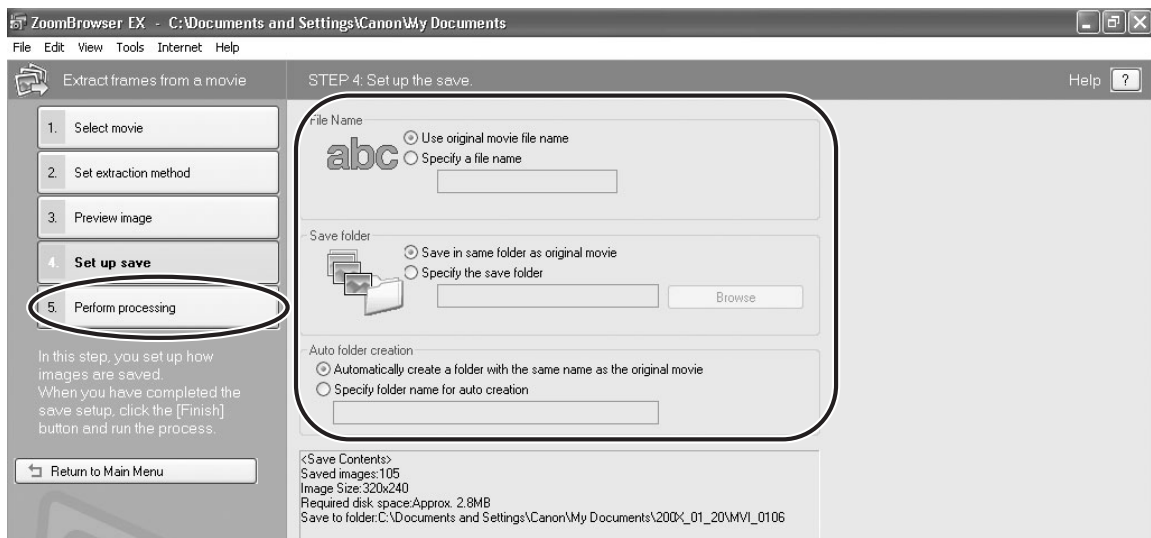 ZoomBrowser EX - C:\Documents and Settings\Canon\My Documents
File Edit View Tools Internet Help
Extract frames from a movie
STEP 4: Set up the save.
Help ?
1. Select movie
2. Set extraction method
3. Preview image
4. Set up save
5. Perform processing
In this step, you set up how
images are saved.
When you have completed the
save setup, click the [Finish]
button and run the process.
Return to Main Menu
File Name
abc
Use original movie file name
Specify a file name
Save folder
Save in same folder as original movie
Specify the save folder
Browse
Auto folder creation
Automatically create a folder with the same name as the original movie
Specify folder name for auto creation
<Save Contents>
Saved images:105
Image Size:320x240
Required disk space:Approx. 2.8MB
Save to folder:C:\Documents and Settings\Canon\My Documents\200X_01_20\MVI_0106